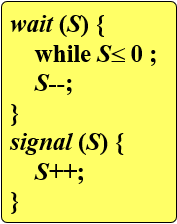 wait (S) {
while S≤ 0 ;
S--;
}
signal (S) {
S++;
}